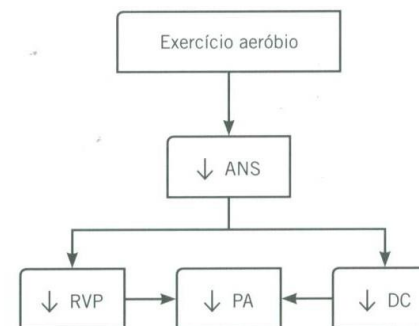 Exercício aeróbio
↓ ANS
↓ RVP
↓ PA
↓ DC